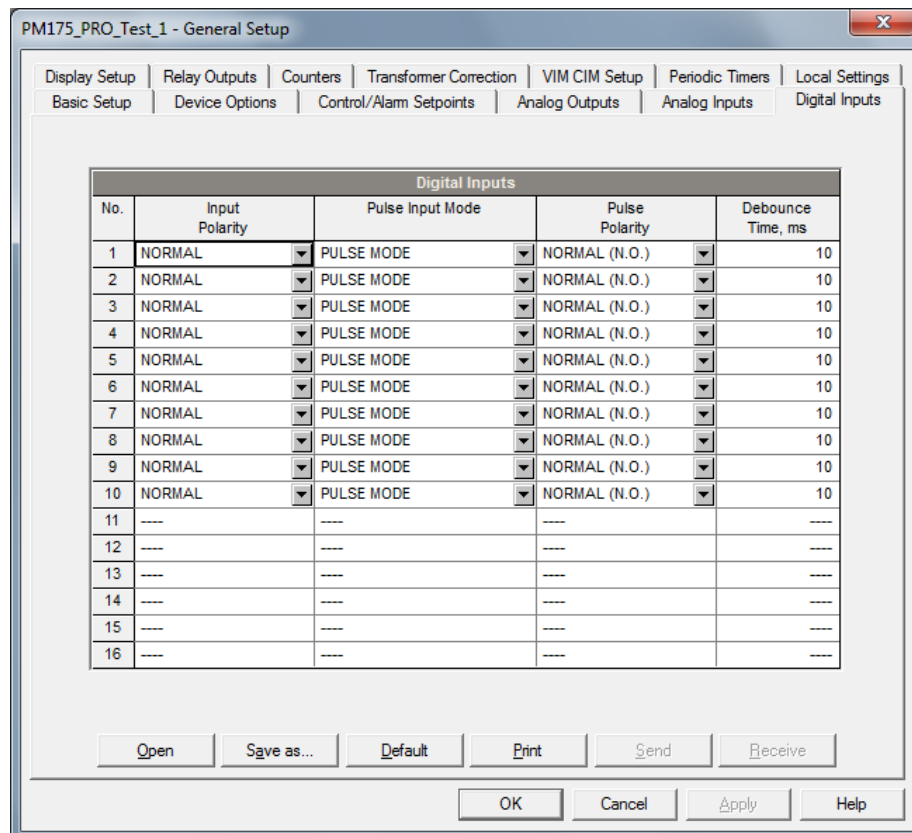 PM175_PRO_Test_1 - General Setup
Display Setup Relay Outputs Counters Transformer Correction VIM CIM Setup Periodic Timers Local Settings
Basic Setup Device Options Control/Alarm Setpoints Analog Outputs Analog Inputs Digital Inputs
Digital Inputs
No. Input Polarity Pulse Input Mode Pulse Polarity Debounce Time, ms
1 NORMAL PULSE MODE NORMAL (N.O.) 10
2 NORMAL PULSE MODE NORMAL (N.O.) 10
3 NORMAL PULSE MODE NORMAL (N.O.) 10
4 NORMAL PULSE MODE NORMAL (N.O.) 10
5 NORMAL PULSE MODE NORMAL (N.O.) 10
6 NORMAL PULSE MODE NORMAL (N.O.) 10
7 NORMAL PULSE MODE NORMAL (N.O.) 10
8 NORMAL PULSE MODE NORMAL (N.O.) 10
9 NORMAL PULSE MODE NORMAL (N.O.) 10
10 NORMAL PULSE MODE NORMAL (N.O.) 10
11 ---- ---- ---- ----
12 ---- ---- ---- ----
13 ---- ---- ---- ----
14 ---- ---- ---- ----
15 ---- ---- ---- ----
16 ---- ---- ---- ----
Open Save as... Default Print Send Receive
OK Cancel Apply Help